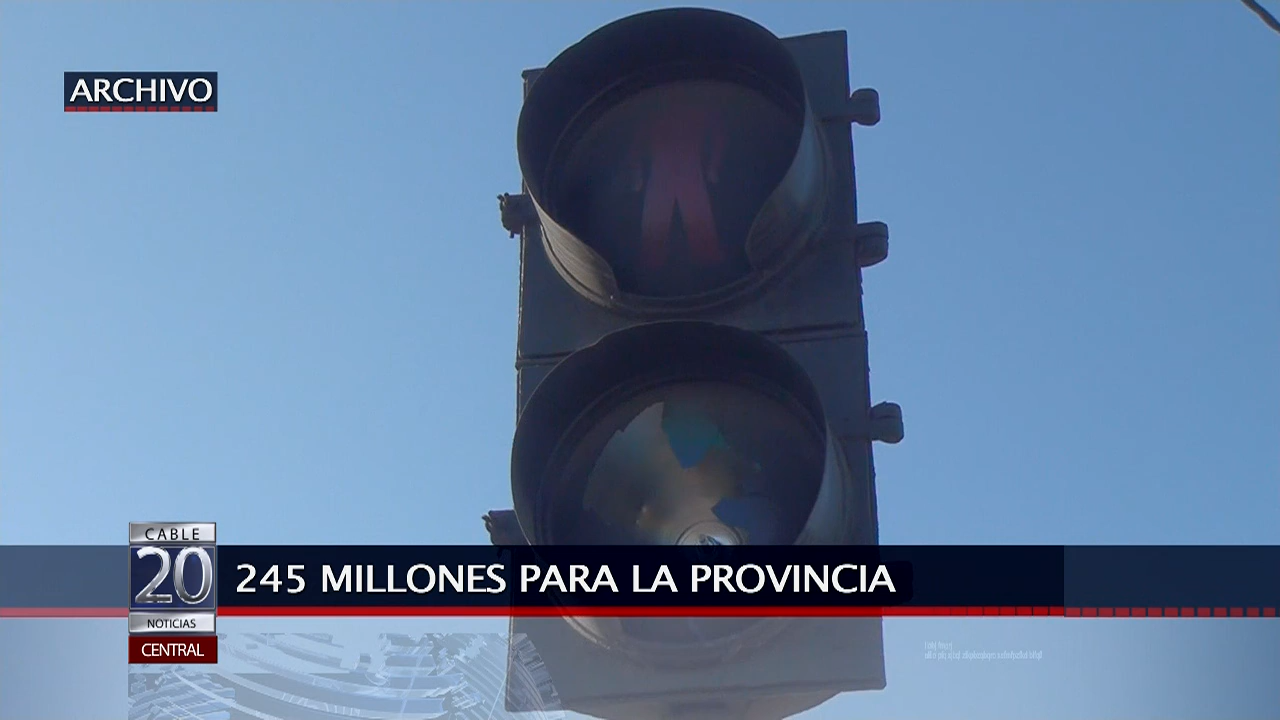 ARCHIVO
CABLE
20
NOTICIAS
CENTRAL
245 MILLONES PARA LA PROVINCIA